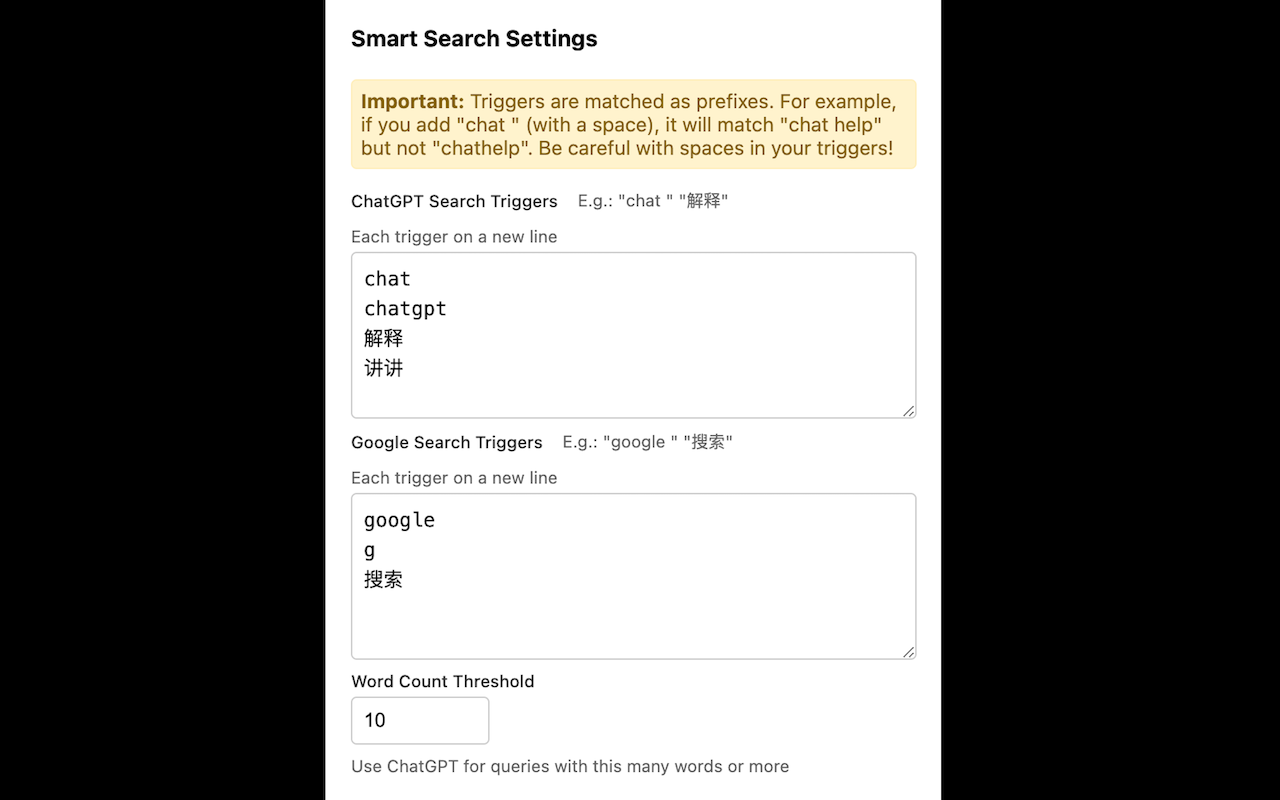 Smart Search Settings
Important: Triggers are matched as prefixes. For example,
if you add "chat " (with a space), it will match "chat help"
but not "chathelp". Be careful with spaces in your triggers!
ChatGPT Search Triggers E.g.: "chat " "解释"
Each trigger on a new line
chat
chatgpt
解释
讲讲
Google Search Triggers E.g.: "google " "搜索"
Each trigger on a new line
google
g
搜索
Word Count Threshold
10
Use ChatGPT for queries with this many words or more